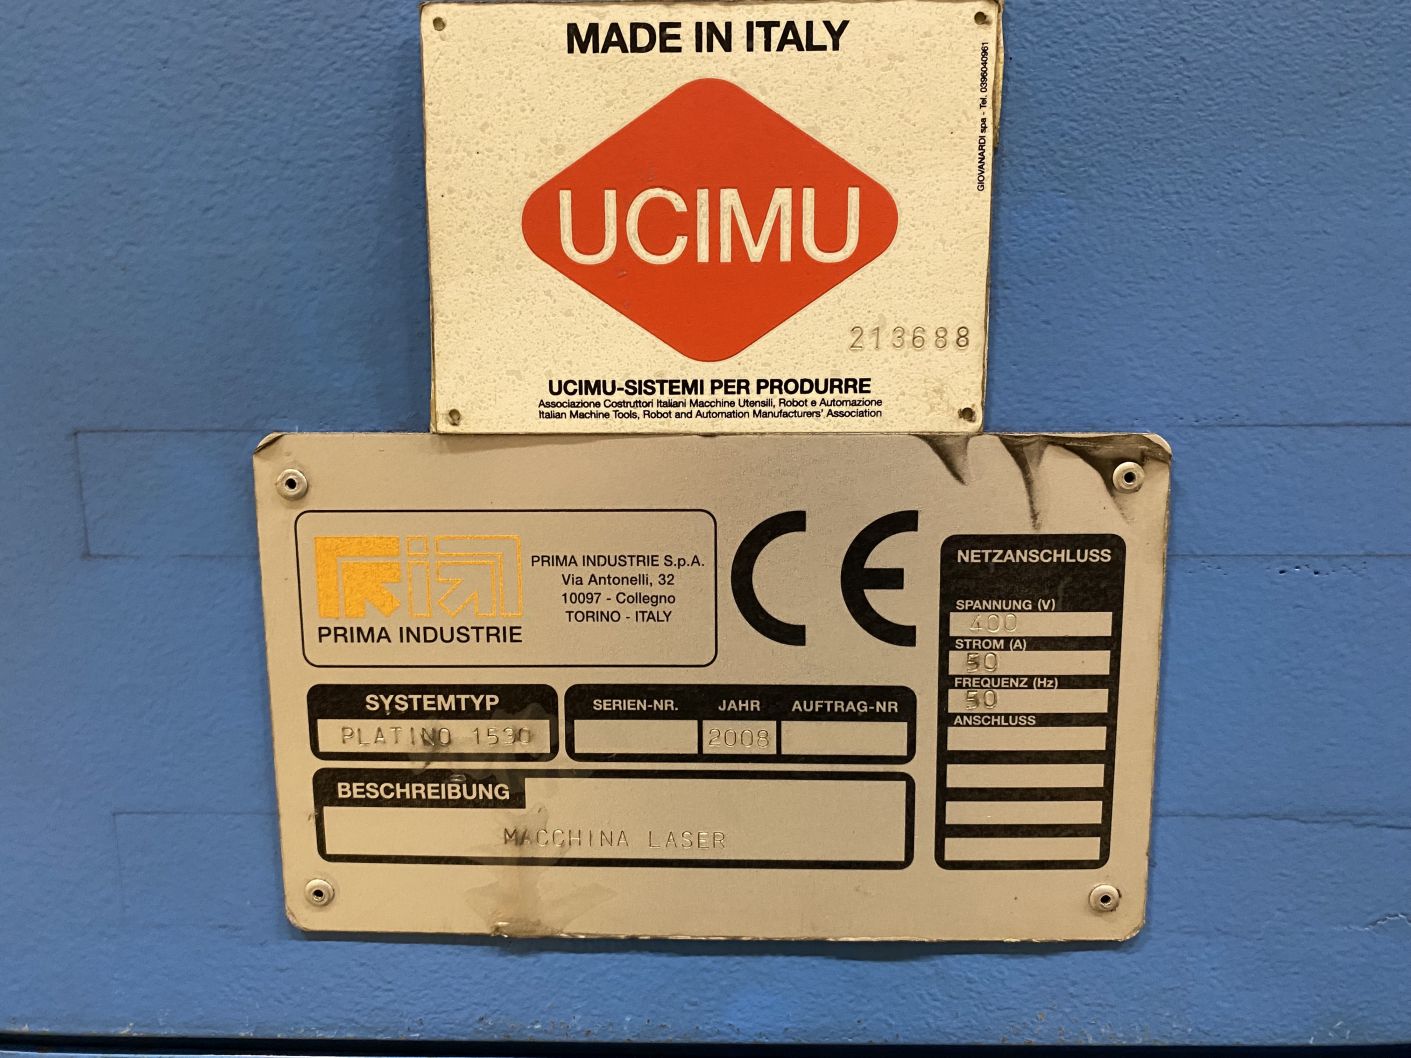 MADE IN ITALY
UCIMU
213688
UCIMU-SISTEMI PER PRODURRE
Associazione Costruttori Italiani Macchine Utensili, Robot e Automazione
Italian Machine Tools, Robot and Automation Manufacturers' Association
GIOVANARDI spa - Tel. 0396040961
PRIMA INDUSTRIE
PRIMA INDUSTRIE S.p.A.
Via Antonelli, 32
10097 - Collegno
TORINO - ITALY
CE
SYSTEMTYP
PLATINO 1530
SERIEN-NR. JAHR AUFTRAG-NR
2008
BESCHREIBUNG
MACCHINA LASER
NETZANSCHLUSS
SPANNUNG (V)
400
STROM (A)
50
FREQUENZ (Hz)
50
ANSCHLUSS